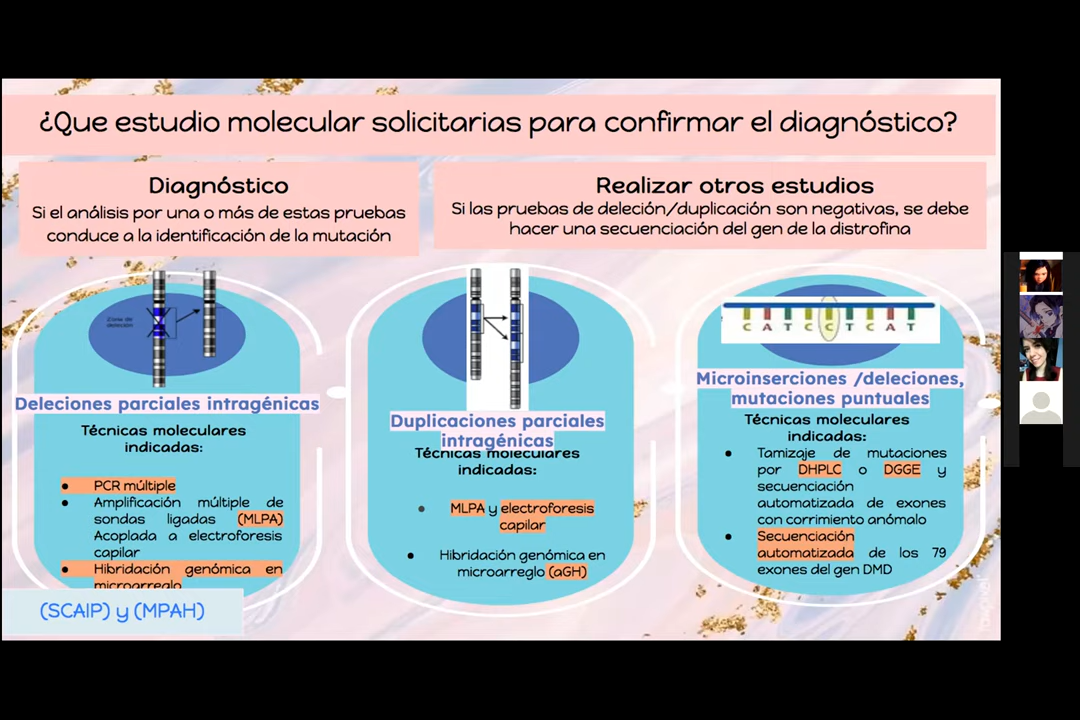 ¿Que estudio molecular solicitarias para confirmar el diagnóstico?
Diagnóstico
Si el análisis por una o más de estas pruebas
conduce a la identificación de la mutación
Realizar otros estudios
Si las pruebas de deleción/duplicación son negativas, se debe
hacer una secuenciación del gen de la distrofina
Zona de
deleción
Deleciones parciales intragénicas
Técnicas moleculares
indicadas:
● PCR múltiple
● Amplificación múltiple de
sondas ligadas (MLPA)
Acoplada a electroforesis
capilar
● Hibridación genómica en
microarreglo
(SCAIP) y (MPAH)
Duplicaciones parciales
intragénicas
Técnicas moleculares
indicadas:
● MLPA y electroforesis
capilar
● Hibridación genómica en
microarreglo (aGH)
C A T C C T C A T
Microinserciones /deleciones,
mutaciones puntuales
Técnicas moleculares
indicadas:
● Tamizaje de mutaciones
por DHPLC o DGGE y
secuenciación
automatizada de exones
con corrimiento anómalo
● Secuenciación
automatizada de los 79
exones del gen DMD